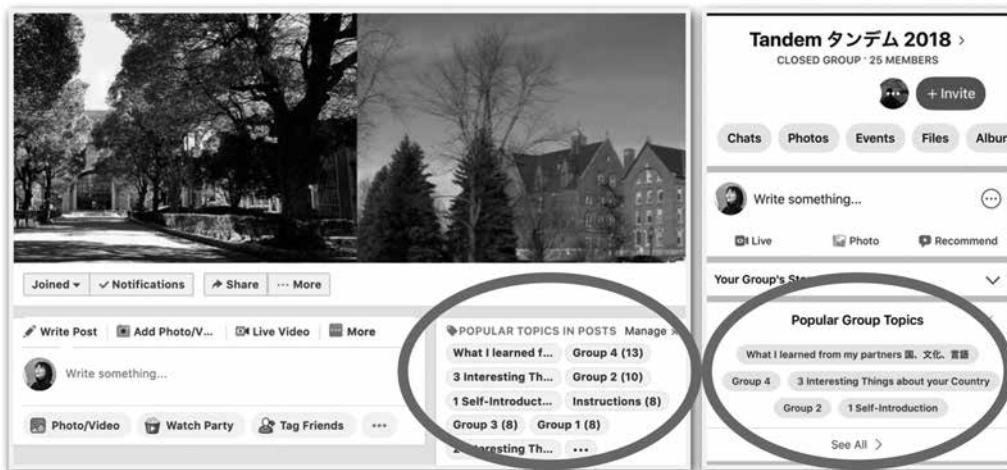 Joined
Notifications
Share
... More
Write Post
Add Photo/V...
Live Video
More
Write something...
Photo/Video
Watch Party
Tag Friends
...
POPULAR TOPICS IN POSTS Manage
What I learned f... Group 4 (13)
3 Interesting Th... Group 2 (10)
1 Self-Introduct... Instructions (8)
Group 3 (8) Group 1 (8)
Interesting Th... ...
Tandem タンデム 2018 >
CLOSED GROUP · 25 MEMBERS
+ Invite
Chats Photos Events Files Albur
Write something...
Live Photo Recommend
Your Group's
Popular Group Topics
What I learned from my partners 国、文化、言語
Group 4 3 Interesting Things about your Country
Group 2 1 Self-Introduction
See All >